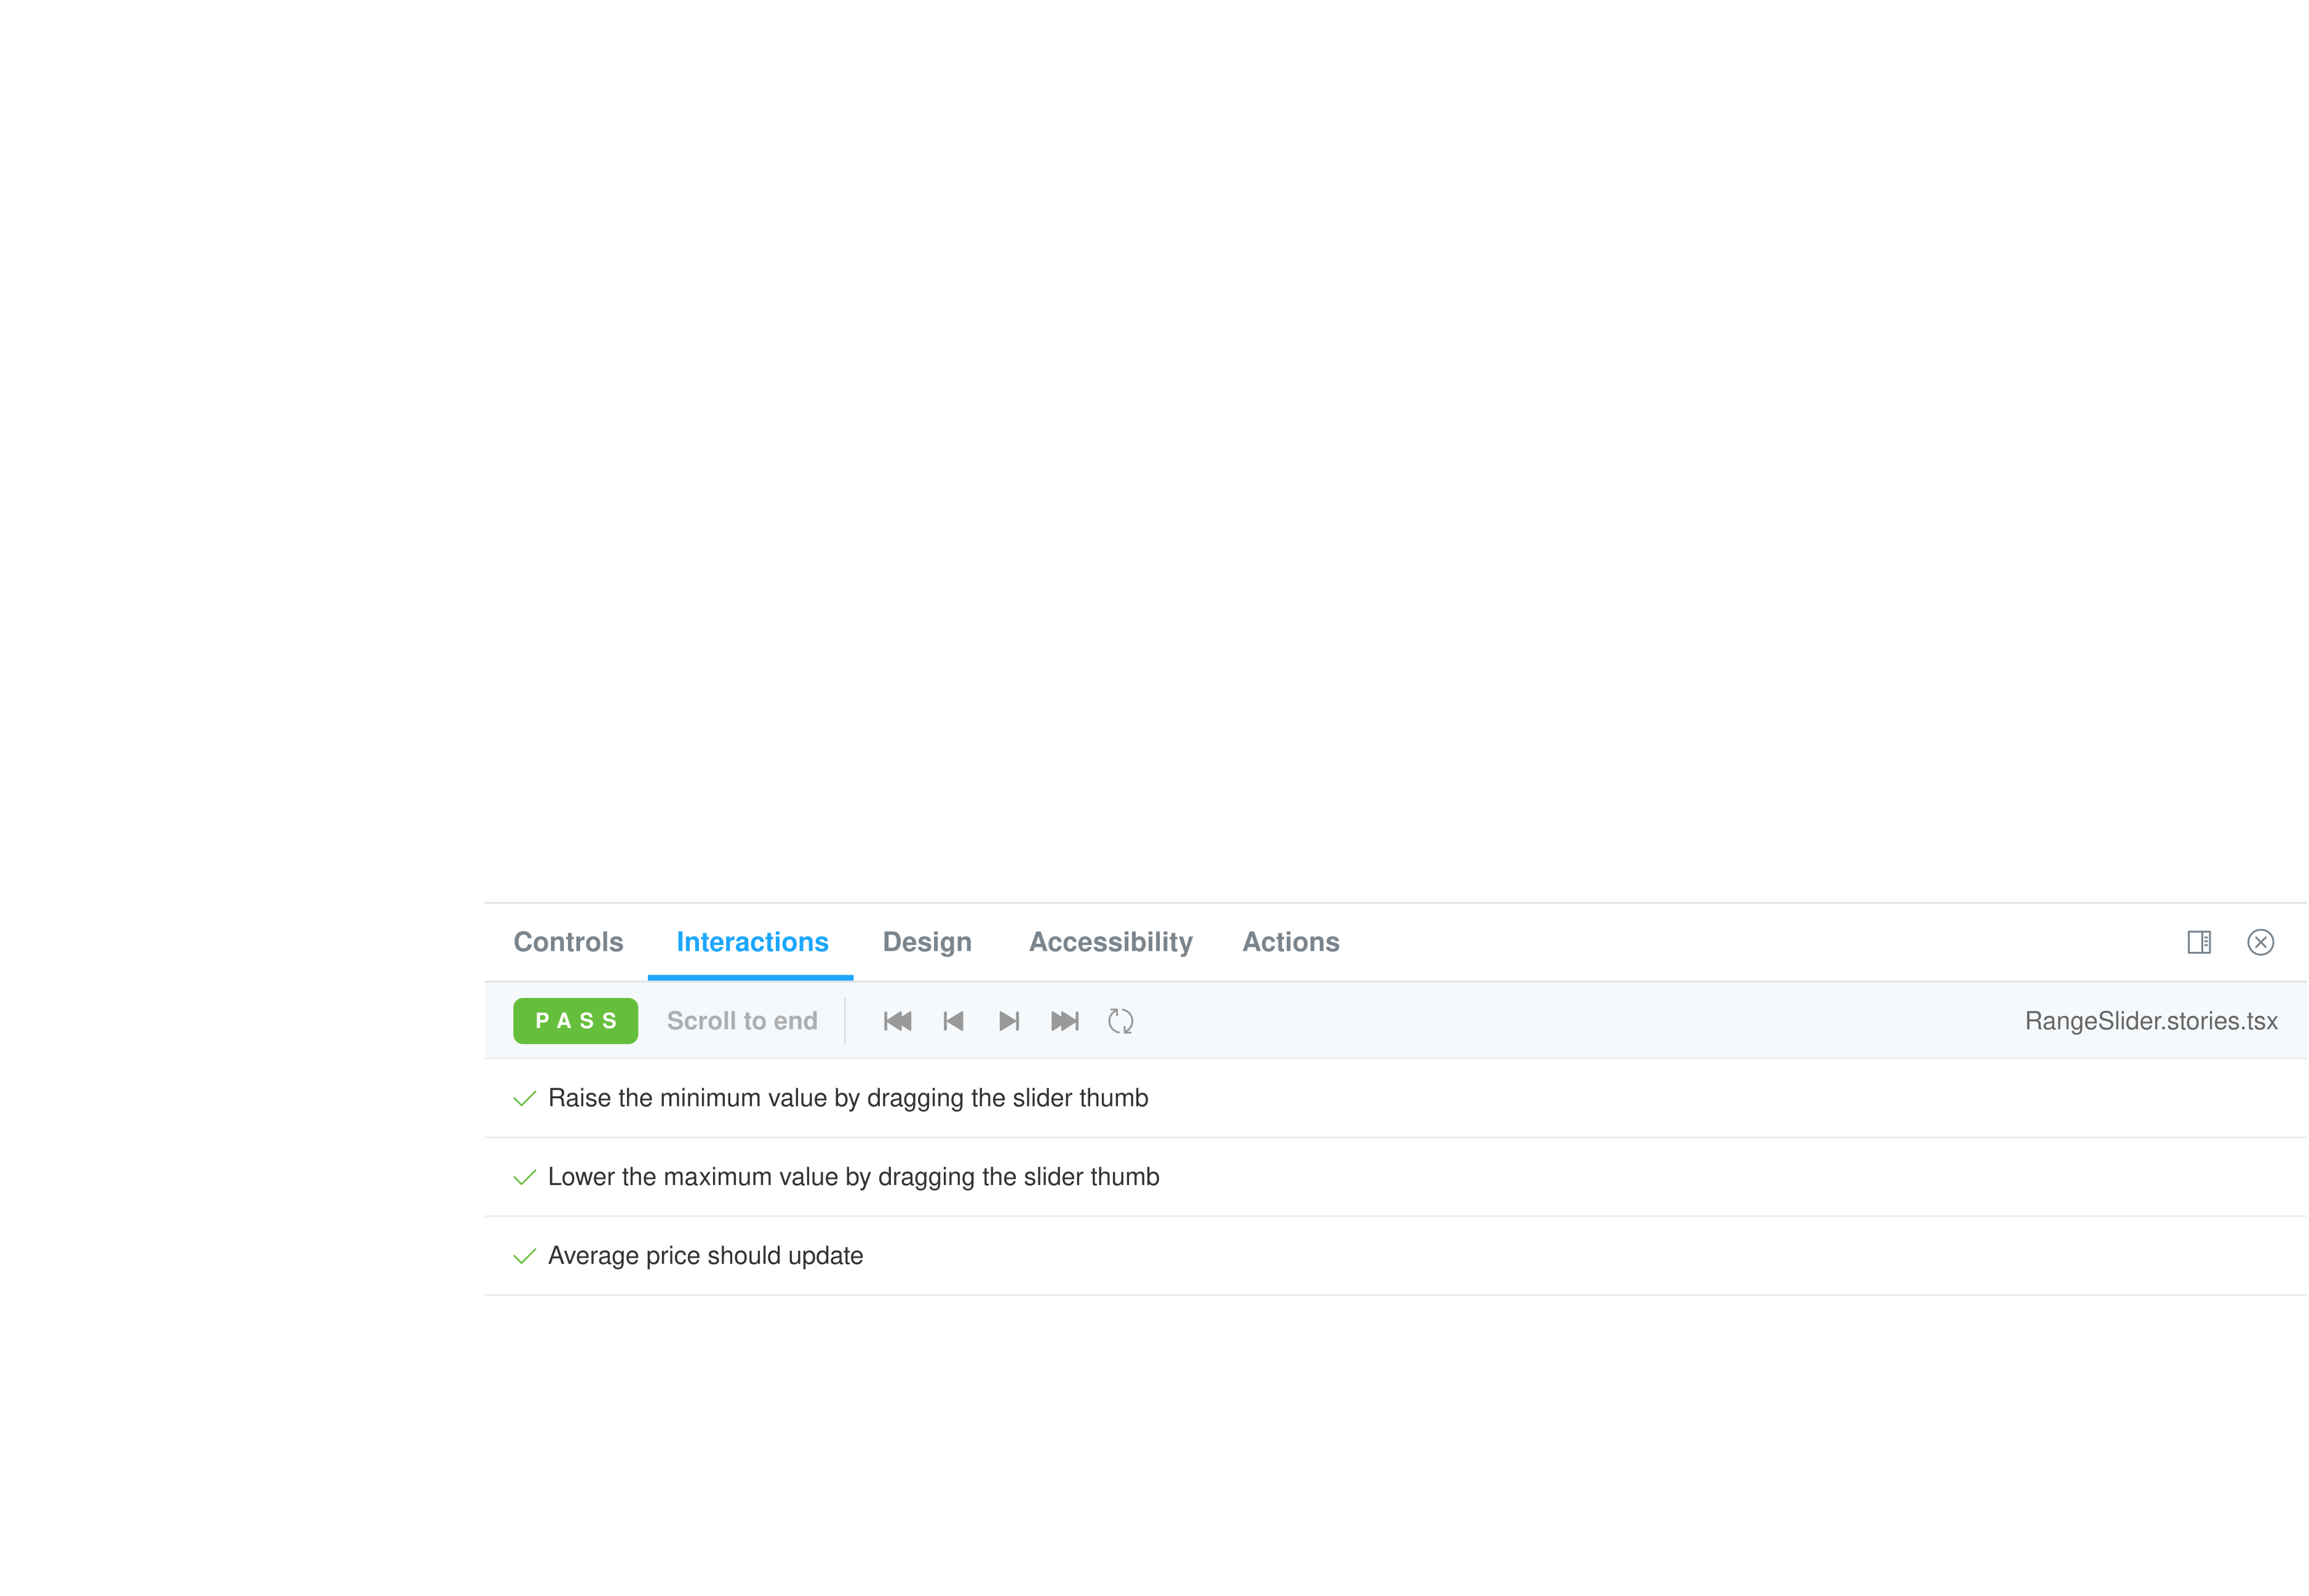 Controls Interactions Design Accessibility Actions
PASS Scroll to end RangeSlider.stories.tsx
Raise the minimum value by dragging the slider thumb
Lower the maximum value by dragging the slider thumb
Average price should update